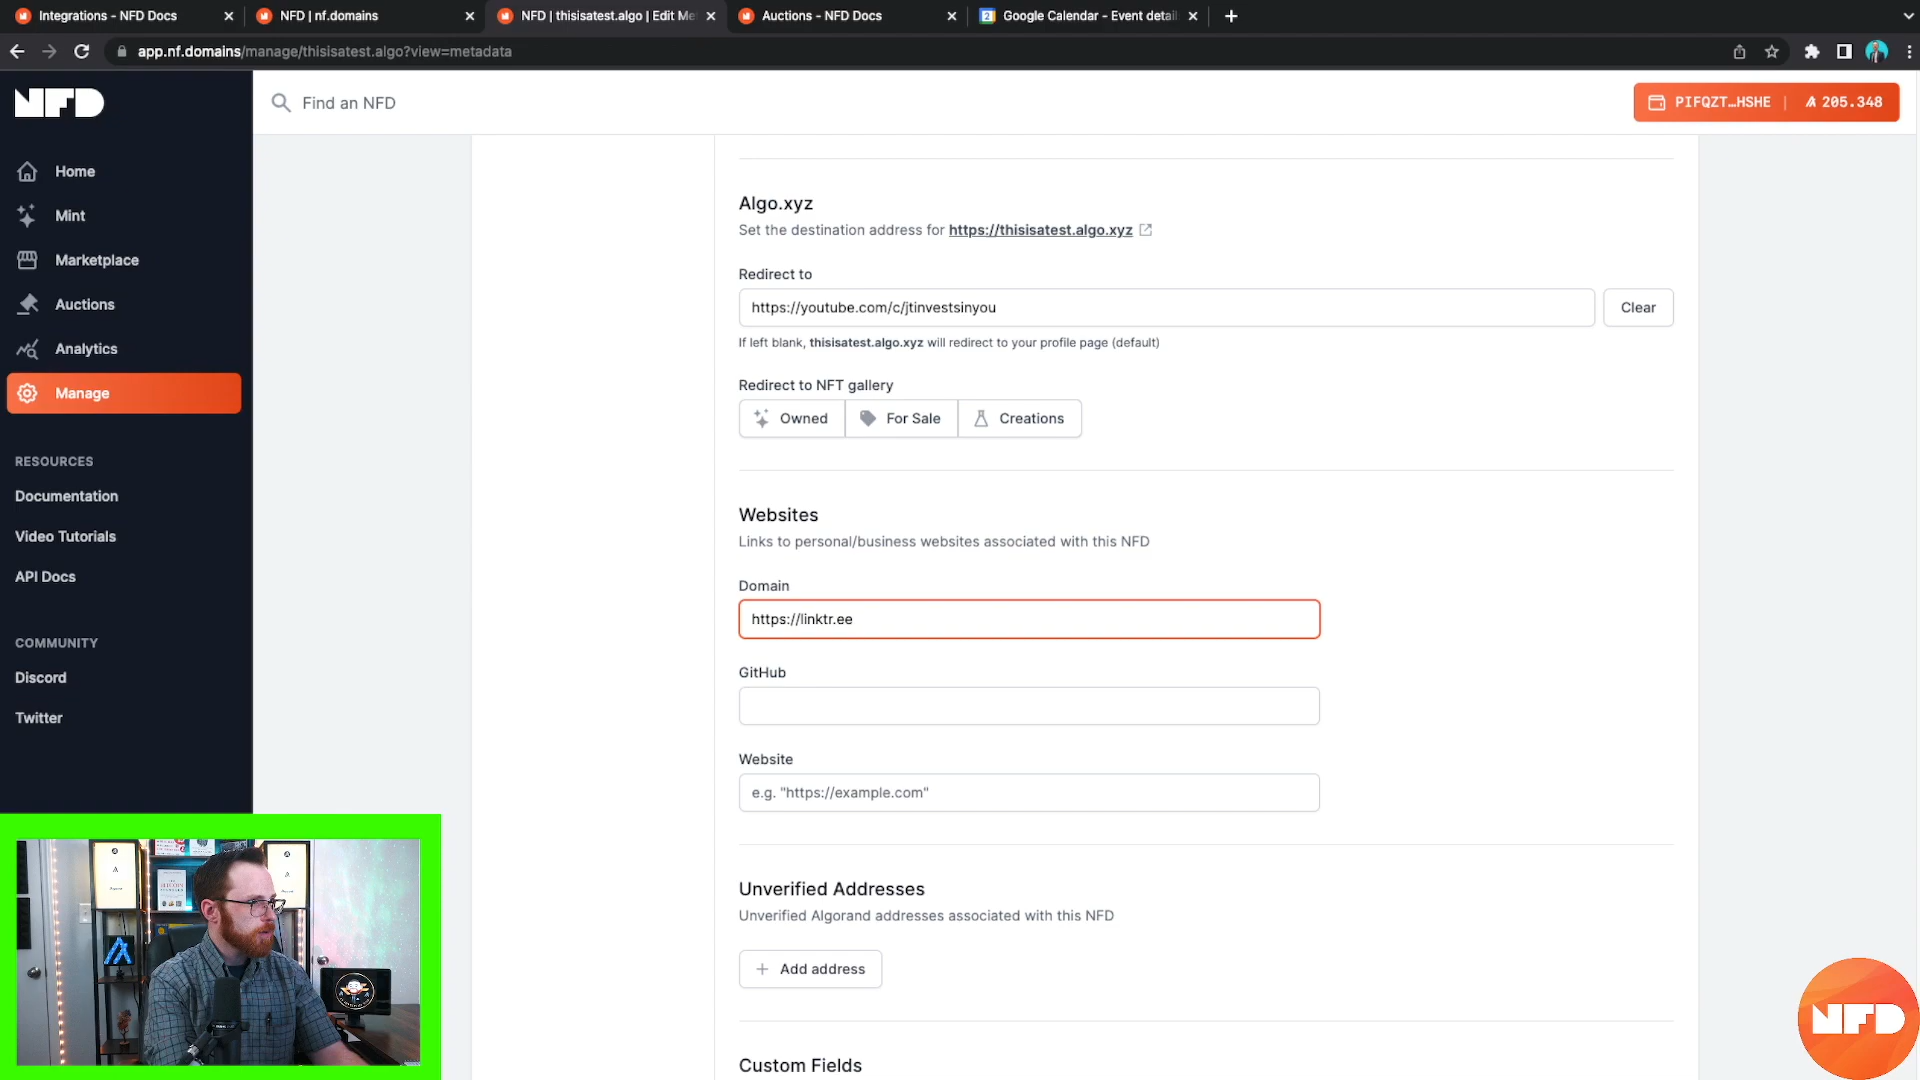 Integrations - NFD Docs
NFD | nf.domains
NFD | thisisatest.algo | Edit Me
Auctions - NFD Docs
Google Calendar - Event detail
app.nf.domains/manage/thisisatest.algo?view=metadata
NFD
Find an NFD
PIFQZT…HSHE | 205.348
Home
Mint
Marketplace
Auctions
Analytics
Manage
RESOURCES
Documentation
Video Tutorials
API Docs
COMMUNITY
Discord
Twitter
Algo.xyz
Set the destination address for https://thisisatest.algo.xyz
Redirect to
https://youtube.com/c/jtinvestsinyou
Clear
If left blank, thisisatest.algo.xyz will redirect to your profile page (default)
Redirect to NFT gallery
Owned
For Sale
Creations
Websites
Links to personal/business websites associated with this NFD
Domain
https://linktr.ee
GitHub
Website
e.g. "https://example.com"
Unverified Addresses
Unverified Algorand addresses associated with this NFD
Add address
Custom Fields
NFD